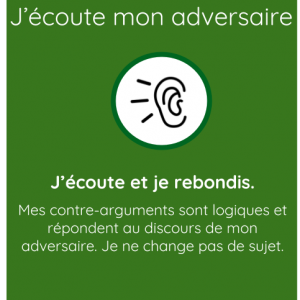 J’écoute mon adversaire
J’écoute et je rebondis.
Mes contre-arguments sont logiques et
répondent au discours de mon
adversaire. Je ne change pas de sujet.